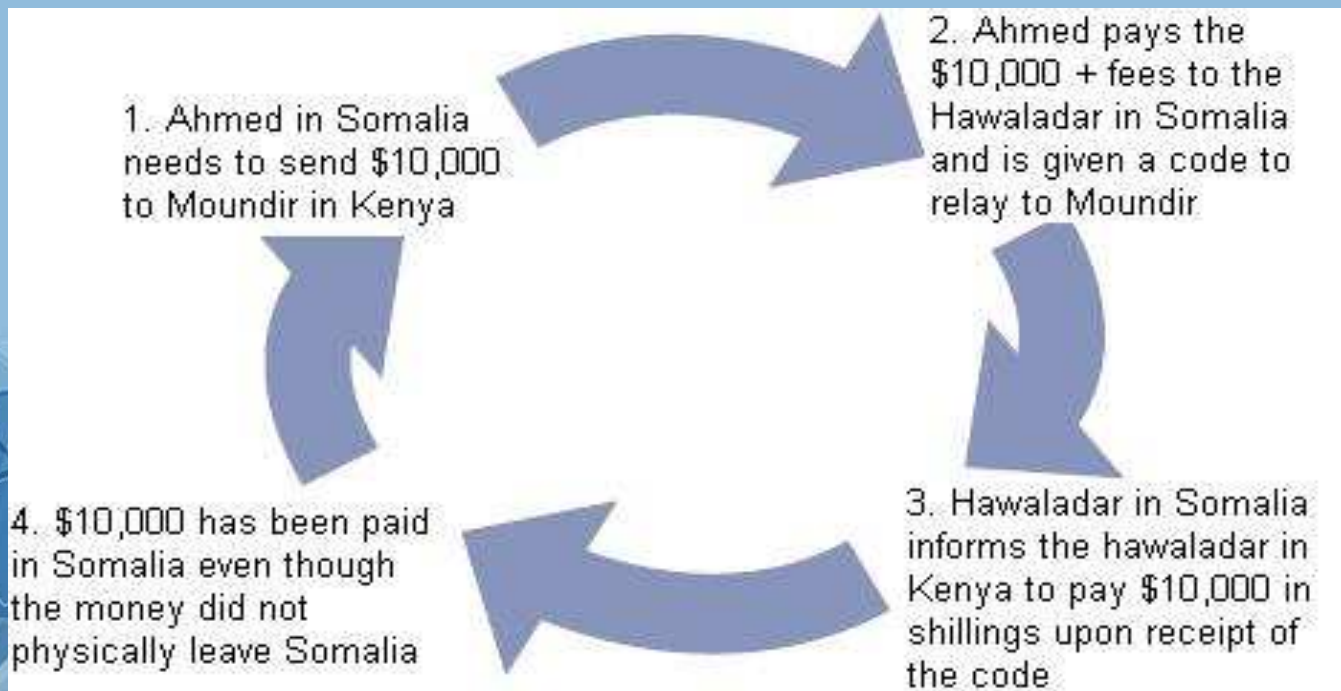 1. Ahmed in Somalia
needs to send $10,000
to Moundir in Kenya
2. Ahmed pays the
$10,000 + fees to the
Hawaladar in Somalia
and is given a code to
relay to Moundir
3. Hawaladar in Somalia
informs the hawaladar in
Kenya to pay $10,000 in
shillings upon receipt of
the code
4. $10,000 has been paid
in Somalia even though
the money did not
physically leave Somalia